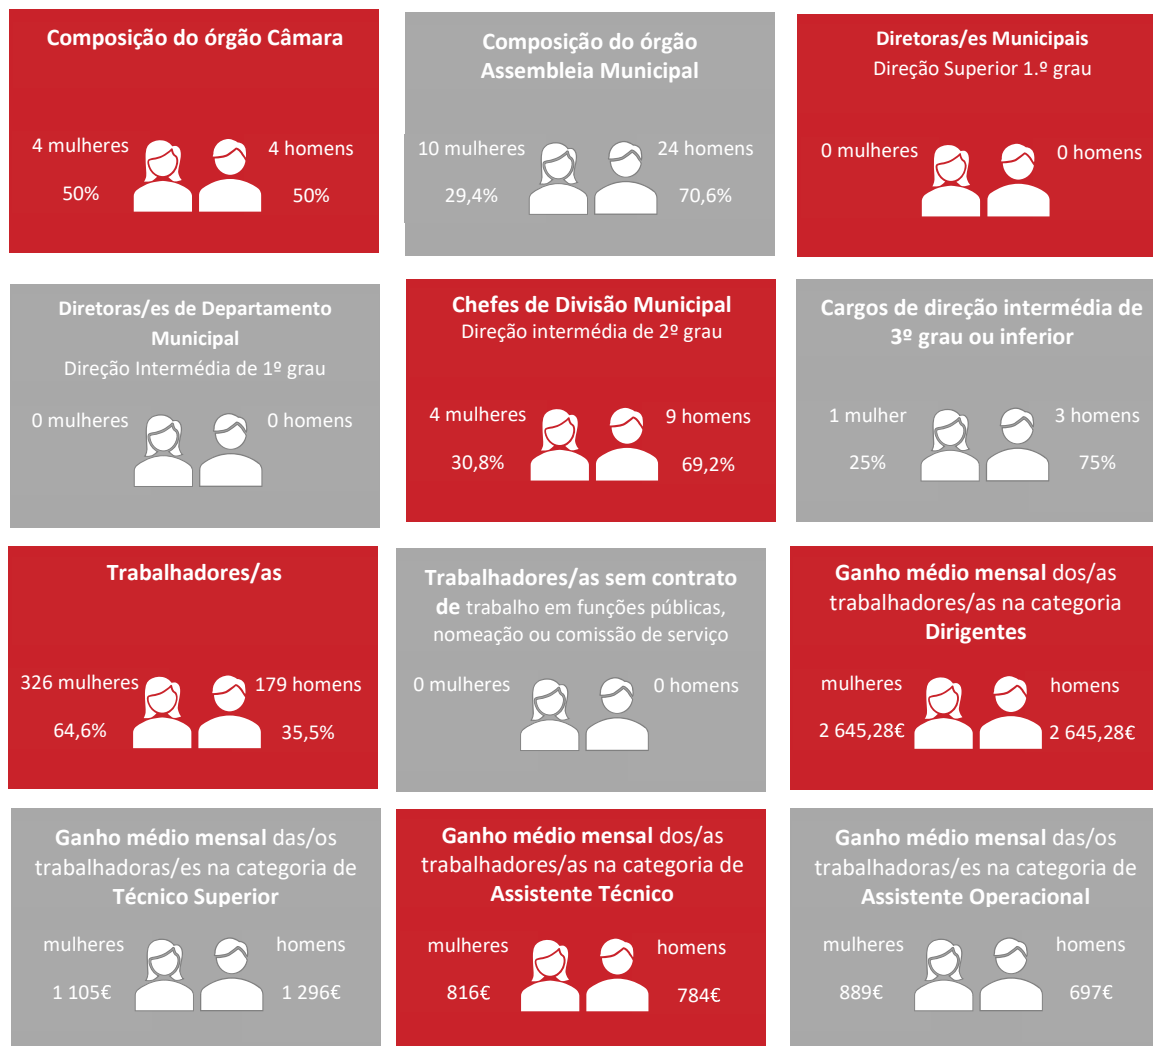 Composição do órgão Câmara
4 mulheres
4 homens
50%
50%
Composição do órgão
Assembleia Municipal
10 mulheres
24 homens
29,4%
70,6%
Diretoras/es Municipais
Direção Superior 1.º grau
0 mulheres
0 homens
Diretoras/es de Departamento
Municipal
Direção Intermédia de 1º grau
0 mulheres
0 homens
Chefes de Divisão Municipal
Direção intermédia de 2º grau
4 mulheres
9 homens
30,8%
69,2%
Cargos de direção intermédia de
3º grau ou inferior
1 mulher
3 homens
25%
75%
Trabalhadores/as
326 mulheres
179 homens
64,6%
35,5%
Trabalhadores/as sem contrato
de trabalho em funções públicas,
nomeação ou comissão de serviço
0 mulheres
0 homens
Ganho médio mensal dos/as
trabalhadores/as na categoria
Dirigentes
mulheres
homens
2 645,28€
2 645,28€
Ganho médio mensal das/os
trabalhadoras/es na categoria de
Técnico Superior
mulheres
homens
1 105€
1 296€
Ganho médio mensal dos/as
trabalhadores/as na categoria de
Assistente Técnico
mulheres
homens
816€
784€
Ganho médio mensal das/os
trabalhadoras/es na categoria de
Assistente Operacional
mulheres
homens
889€
697€